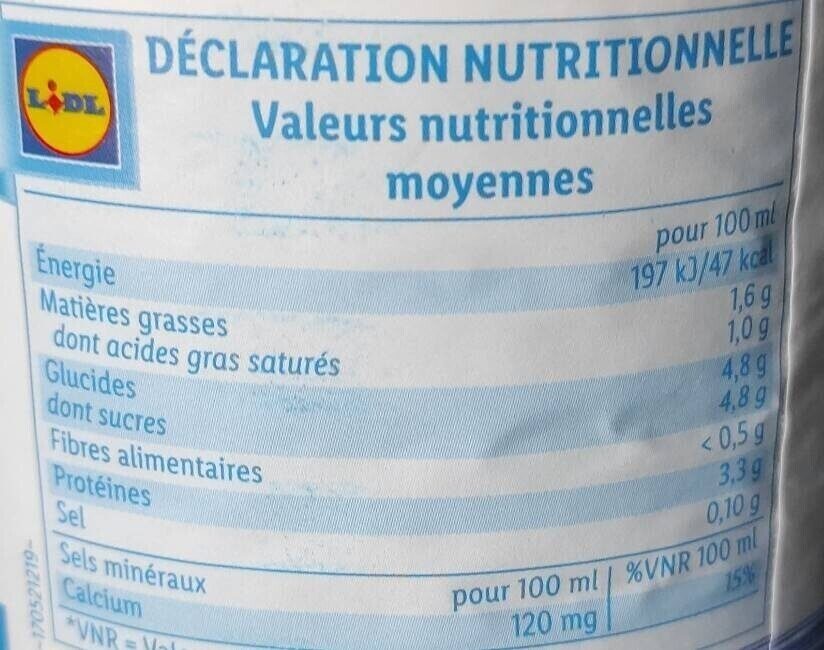 LIDL
DÉCLARATION NUTRITIONNELLE
Valeurs nutritionnelles
moyennes
pour 100 ml
Énergie 197 kJ/47 kcal
Matières grasses 1,6 g
dont acides gras saturés 1,0 g
Glucides 4,8 g
dont sucres 4,8 g
Fibres alimentaires < 0,5 g
Protéines 3,3 g
Sel 0,10 g
Sels minéraux pour 100 ml %VNR 100 ml
Calcium 120 mg 15%
*VNR =
-170521219-